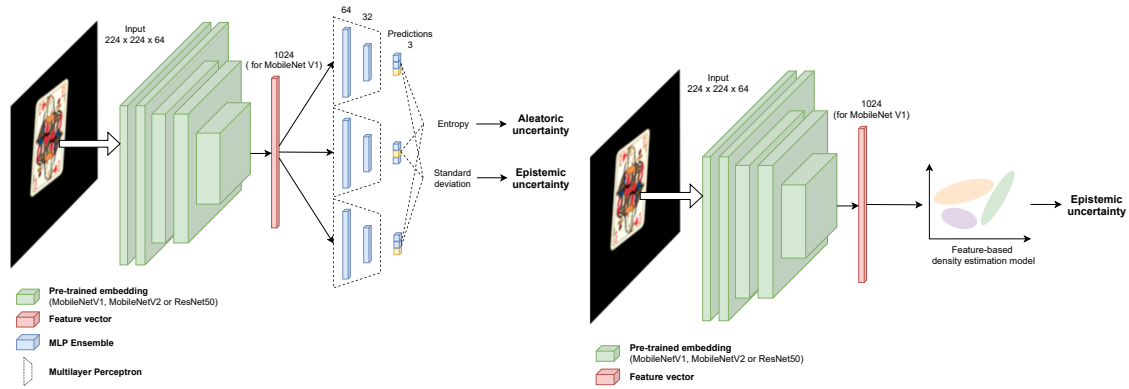 Input
224 x 224 x 64
1024
( for MobileNet V1)
64
32
Predictions
3
Entropy
Aleatoric
uncertainty
Standard
deviation
Epistemic
uncertainty
Pre-trained embedding
(MobileNetV1, MobileNetV2 or ResNet50)
Feature vector
MLP Ensemble
Multilayer Perceptron
Input
224 x 224 x 64
1024
(for MobileNet V1)
Feature-based
density estimation model
Epistemic
uncertainty
Pre-trained embedding
(MobileNetV1, MobileNetV2 or ResNet50)
Feature vector